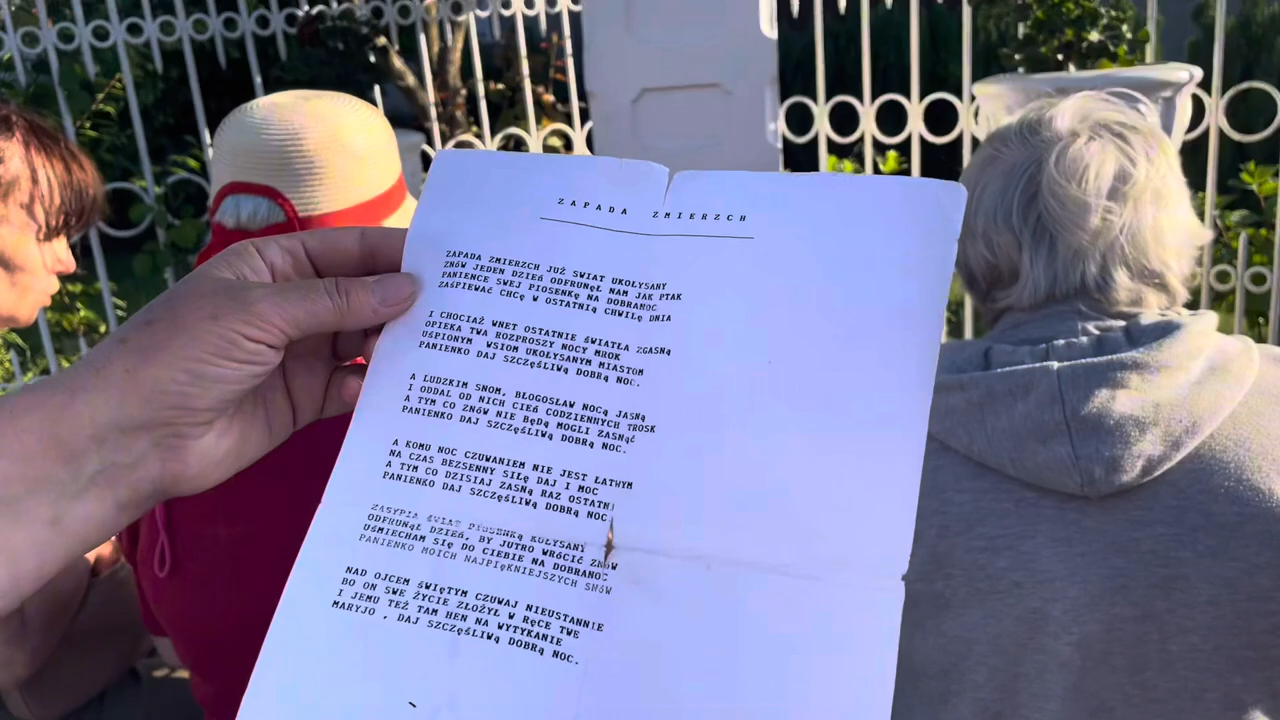 ZAPADA ZMIERZCH
ZAPADA ZMIERZCH JUŻ SWIAT UKOŁYSANY
ZNÓW JEDEN DZIEŃ ODFRUNĄŁ NAM JAK PTAK
PANIENCE SWEJ PIOSENKĘ NA DOBRANOC
ZAŚPIEWAĆ CHCĘ W OSTATNIĄ CHWILĘ DNIA
I CHOCIAŻ WNET OSTATNIE ŚWIATŁA ZGASNĄ
OPIEKA TWA ROZPROSZY NOCY MROK
UŚPIONYM WSIOM UKOŁYSANYM MIASTOM
PANIENKO DAJ SZCZĘŚLIWĄ DOBRĄ NOC.
A LUDZKIM SNOM, BŁOGOSŁAW NOCĄ JASNĄ
I ODDAL OD NICH CIEŃ CODZIENNYCH TROSK
A TYM CO ZNÓW NIE BĘDĄ MOGLI ZASNĄĆ
PANIENKO DAJ SZCZĘŚLIWĄ DOBRĄ NOC.
A KOMU NOC CZUWANIEM NIE JEST ŁATWYM
NA CZAS BEZSENNY SIŁĘ DAJ I MOC
A TYM CO DZISIAJ ZASNĄ RAZ OSTATNI
PANIENKO DAJ SZCZĘŚLIWĄ DOBRĄ NOC
ZASYPIA ŚWIAT PIOSENKĄ KOŁYSANY
ODFRUNĄŁ DZIEŃ, BY JUTRO WRÓCIĆ ZNÓW
UŚMIECHAM SIĘ DO CIEBIE NA DOBRANOC
PANIENKO MOICH NAJPIĘKNIEJSZYCH SNÓW
NAD OJCEM ŚWIĘTYM CZUWAJ NIEUSTANNIE
BO ON SWE ŻYCIE ZŁOŻYŁ W RĘCE TWE
I JEMU TEŻ TAM HEN NA WYTYKANIE
MARYJO , DAJ SZCZĘŚLIWĄ DOBRĄ NOC.